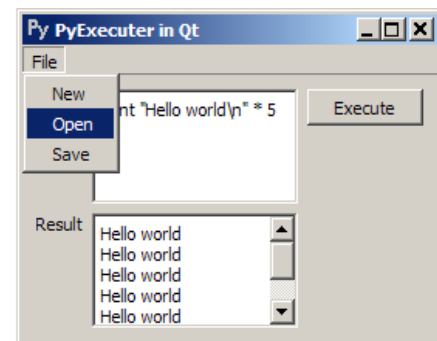 Py PyExecuter in Qt
File
New
Open
Save
nt "Hello world\n" * 5
Execute
Result
Hello world
Hello world
Hello world
Hello world
Hello world